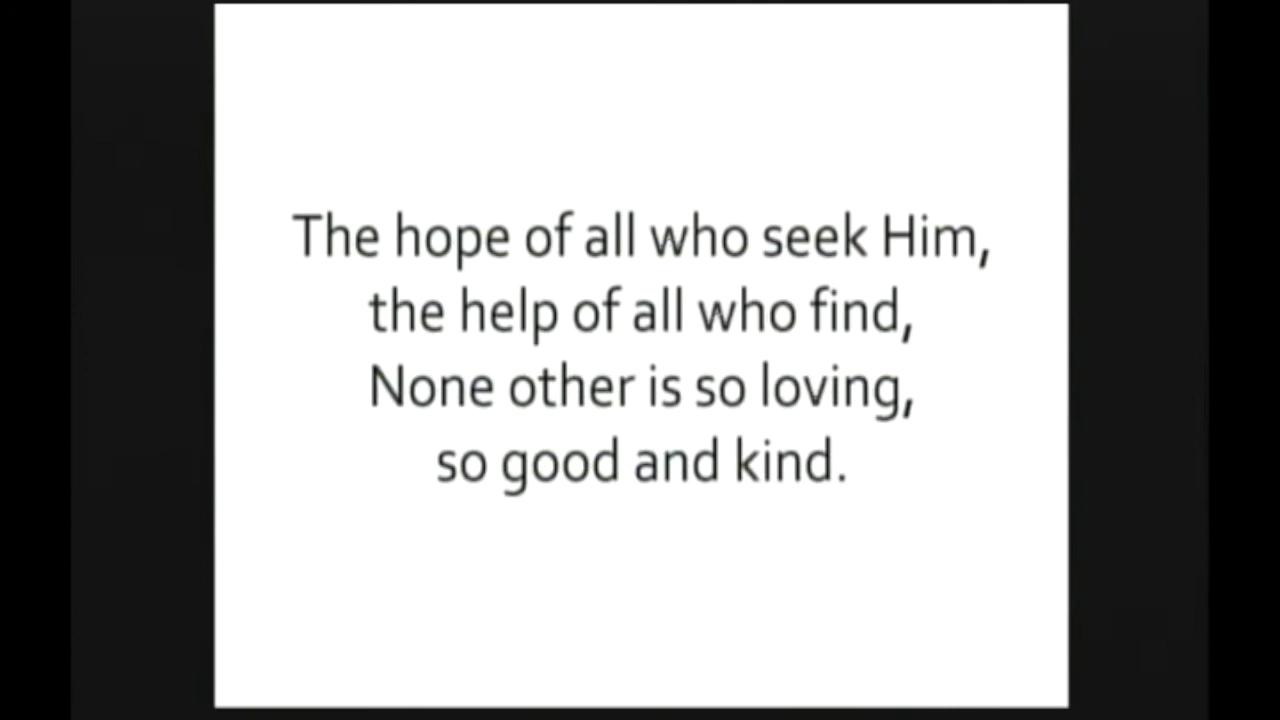 The hope of all who seek Him,
the help of all who find,
None other is so loving,
so good and kind.